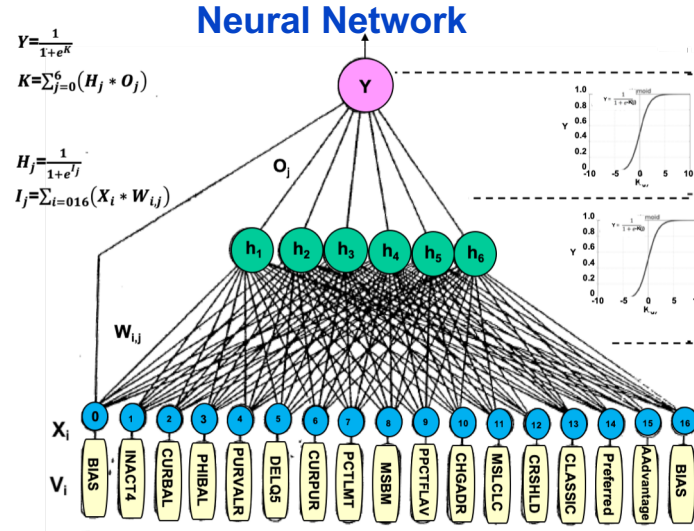 Neural Network
Y=1/1+e^K
K=∑_{j=0}^{6}(H_j * O_j)
H_j=1/1+e^{I_j}
I_j=∑_{i=016}(X_i * W_{i,j})
Y
O_j
h1 h2 h3 h4 h5 h6
W_{i,j}
X_i 0 1 2 3 4 5 6 7 8 9 10 11 12 13 14 15 16
V_i BIAS INACT4 CURBAL PHIBAL PURVALR DELQ5 CURPUR PCTLMT MSBM PPCTFLAV CHGADR MSLCLC CRSHLD CLASSIC Preferred AAdvantage BIAS
1.0
0.8
Y 0.6
0.4
0.2
0
-10 -5 0 5 10
1.0
0.8
Y 0.6
0.4
0.2
0
-10 -5 0 5 10